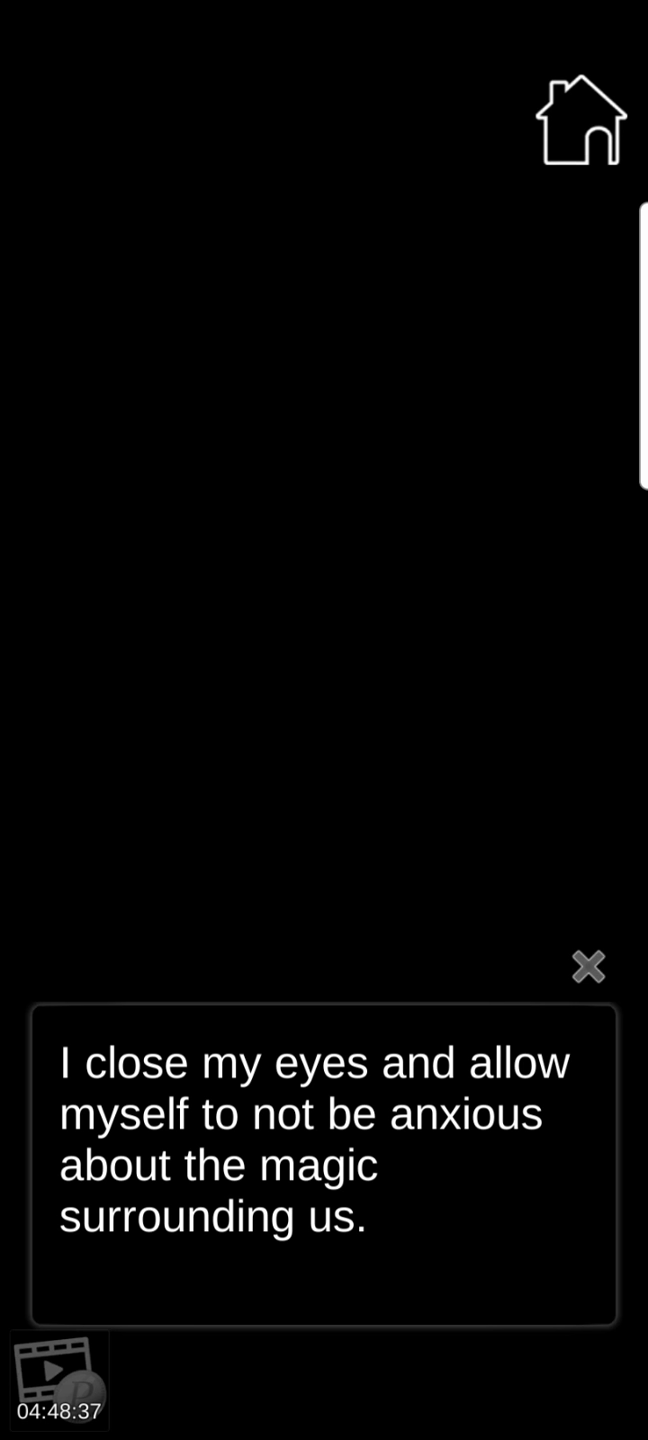 I close my eyes and allow
myself to not be anxious
about the magic
surrounding us.
P
04:48:37